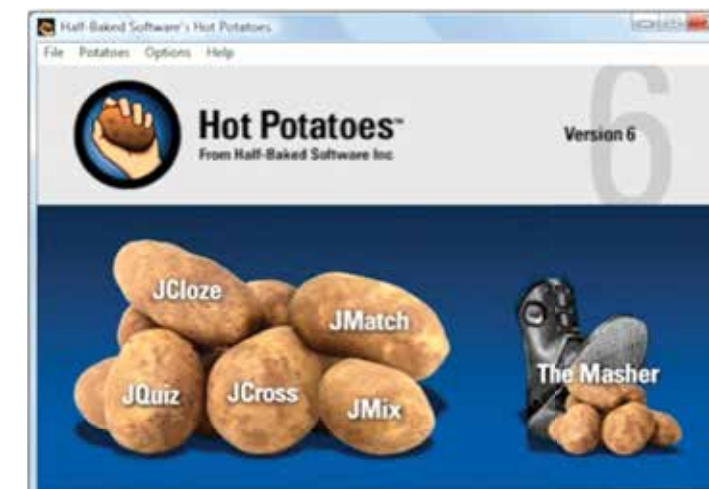 Half-Baked Software's Hot Potatoes
File Potatoes Options Help
6
Hot Potatoes™
From Half-Baked Software Inc
Version 6
JCloze
JMatch
The Masher
JQuiz
JCross
JMix